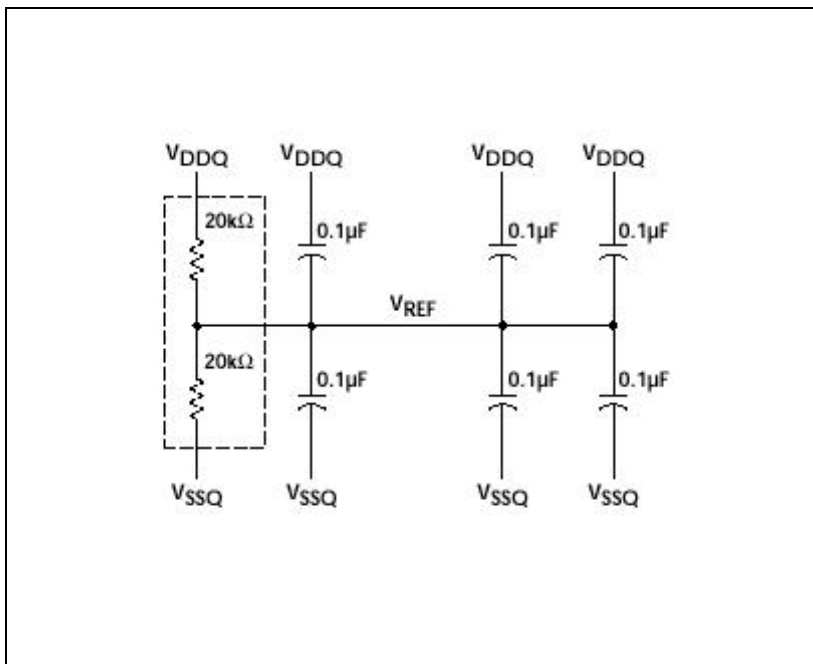 VDDQ VDDQ VDDQ VDDQ
20kΩ
0.1µF 0.1µF 0.1µF
VREF
20kΩ
0.1µF 0.1µF 0.1µF
VSSQ VSSQ VSSQ VSSQ